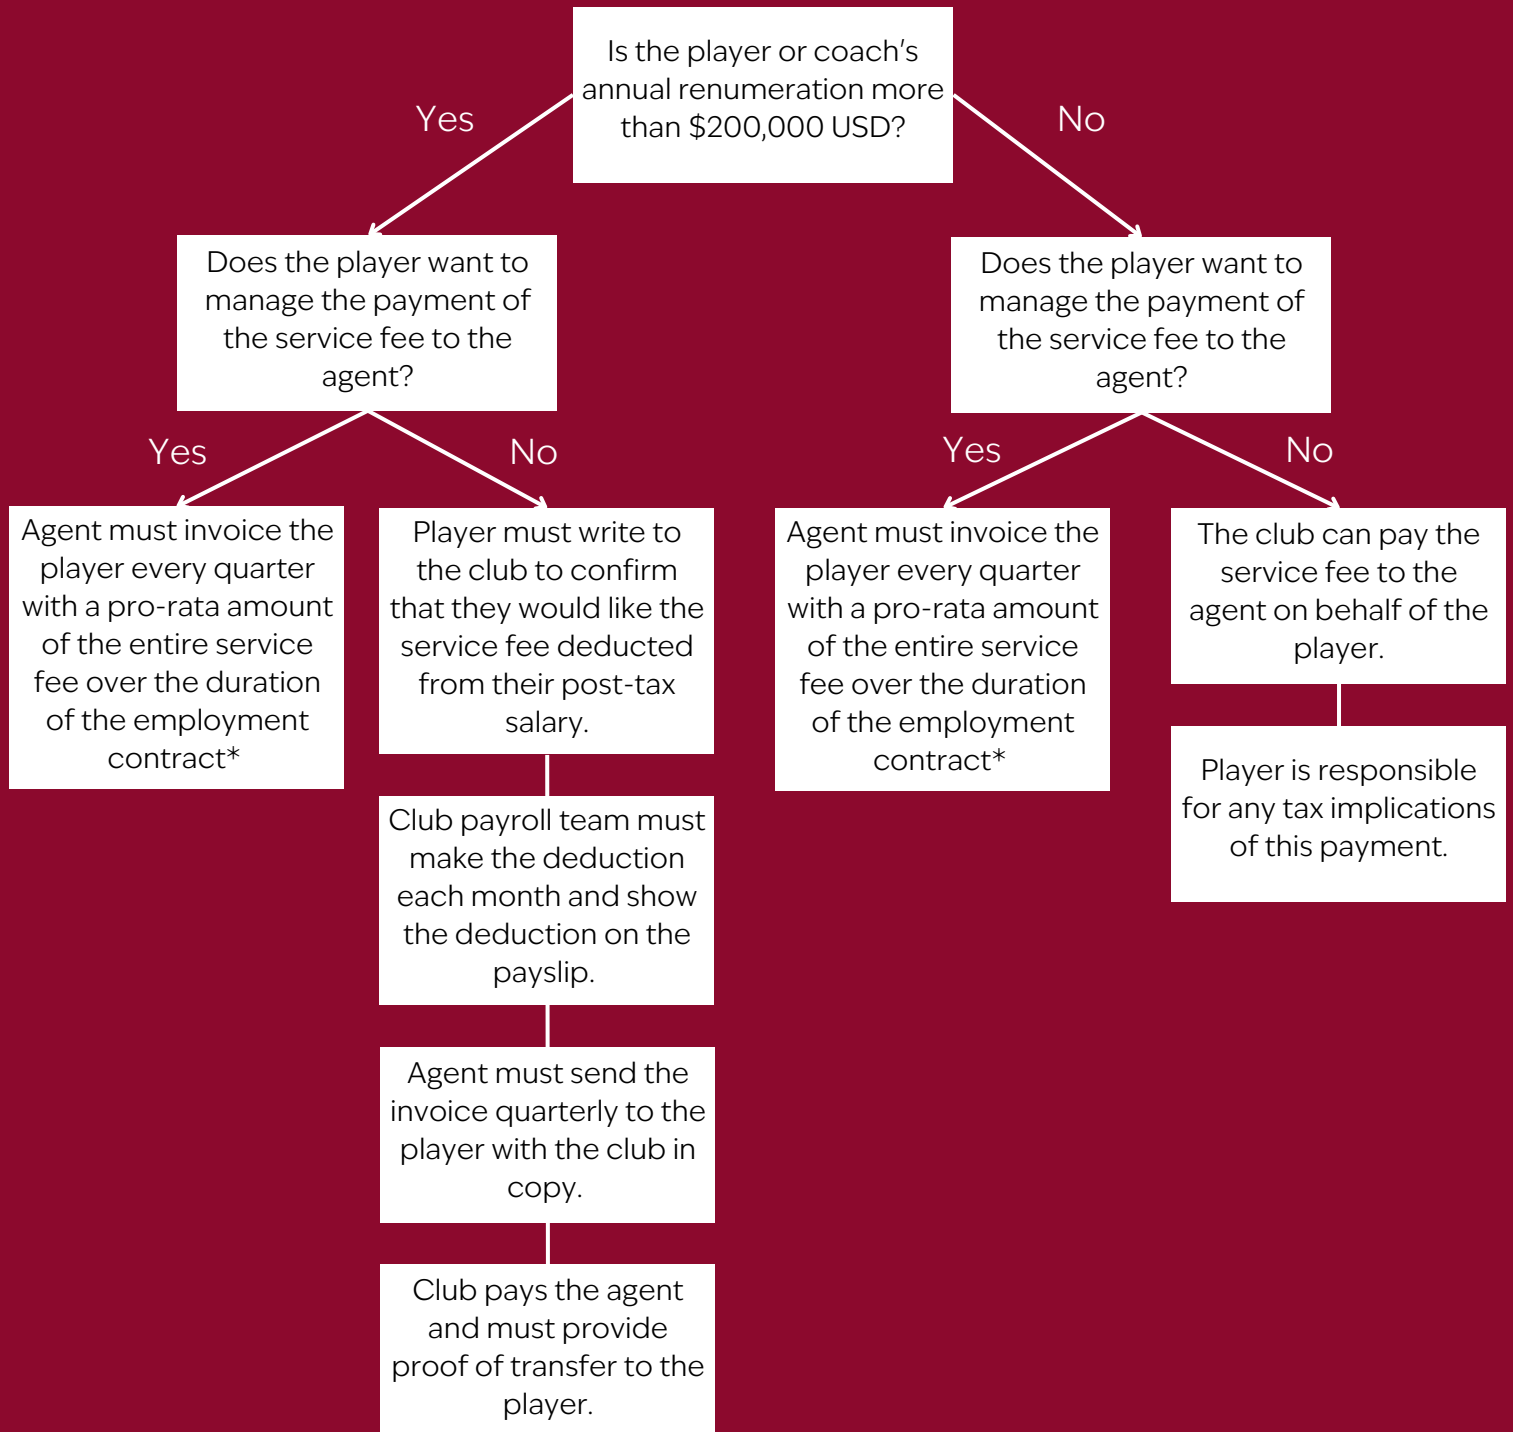 Is the player or coach's
annual renumeration more
than $200,000 USD?
Yes
No
Does the player want to
manage the payment of
the service fee to the
agent?
Does the player want to
manage the payment of
the service fee to the
agent?
Yes
No
Yes
No
Agent must invoice the
player every quarter
with a pro-rata amount
of the entire service
fee over the duration
of the employment
contract*
Player must write to
the club to confirm
that they would like the
service fee deducted
from their post-tax
salary.
Club payroll team must
make the deduction
each month and show
the deduction on the
payslip.
Agent must send the
invoice quarterly to the
player with the club in
copy.
Club pays the agent
and must provide
proof of transfer to the
player.
Agent must invoice the
player every quarter
with a pro-rata amount
of the entire service
fee over the duration
of the employment
contract*
The club can pay the
service fee to the
agent on behalf of the
player.
Player is responsible
for any tax implications
of this payment.